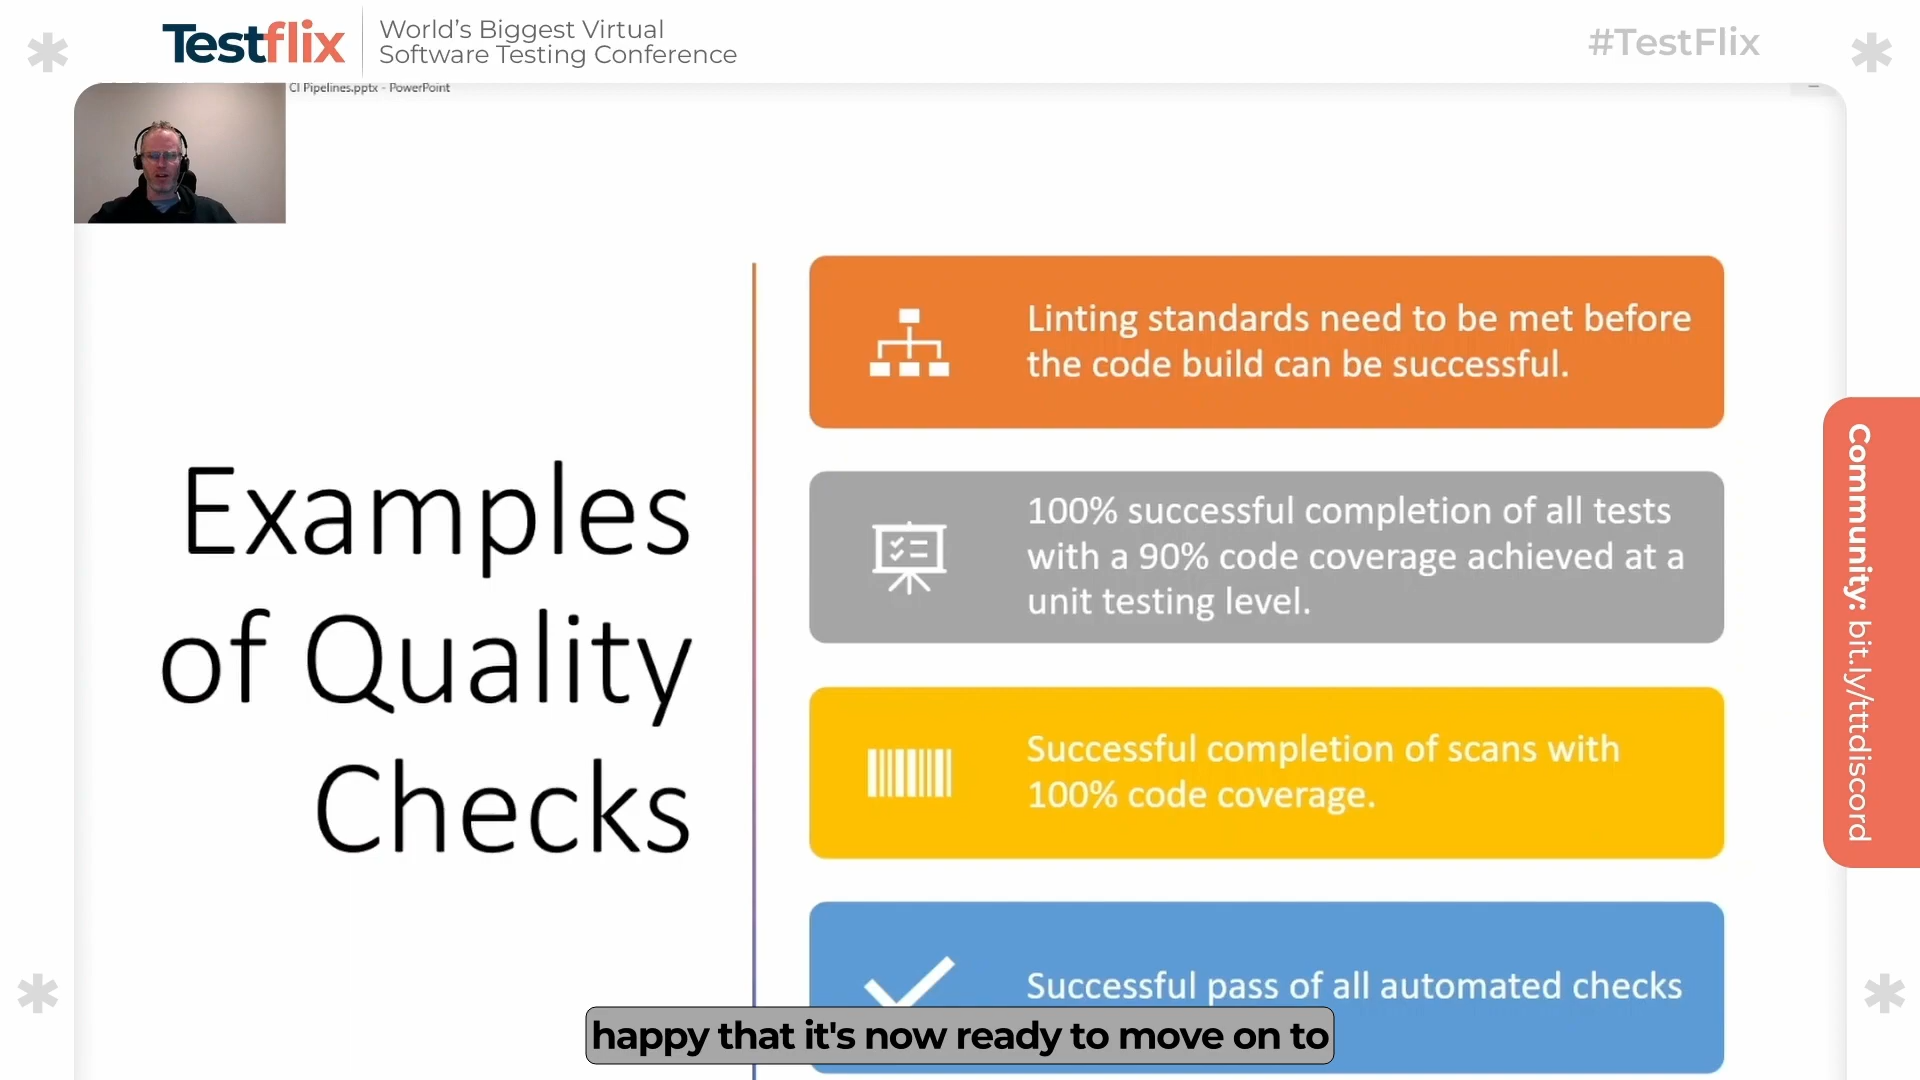 Testflix
World's Biggest Virtual
Software Testing Conference
#TestFlix
CI Pipelines.pptx - PowerPoint
Examples
of Quality
Checks
Linting standards need to be met before
the code build can be successful.
100% successful completion of all tests
with a 90% code coverage achieved at a
unit testing level.
Successful completion of scans with
100% code coverage.
Successful pass of all automated checks
happy that it's now ready to move on to
Community: bit.ly/tttdiscord